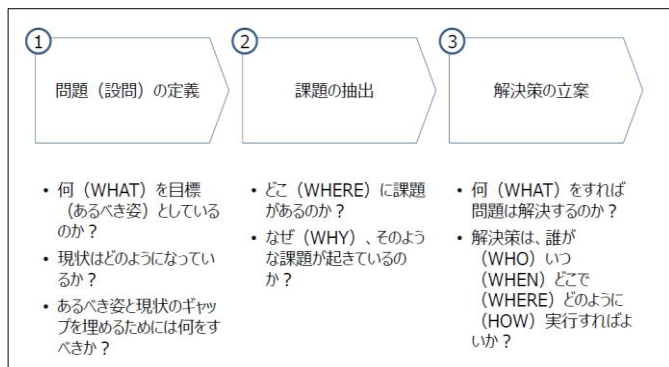 1
問題（設問）の定義
2
課題の抽出
3
解決策の立案
• 何（WHAT）を目標
（あるべき姿）としている
のか？
• 現状はどのようになってい
るか？
• あるべき姿と現状のギャッ
プを埋めるためには何をす
べきか？
• どこ（WHERE）に課題
があるのか？
• なぜ（WHY）、そのよう
な課題が起きているの
か？
• 何（WHAT）をすれば
問題は解決するのか？
• 解決策は、誰が
（WHO）いつ
（WHEN）どこで
（WHERE）どのように
（HOW）実行すればよ
いか？